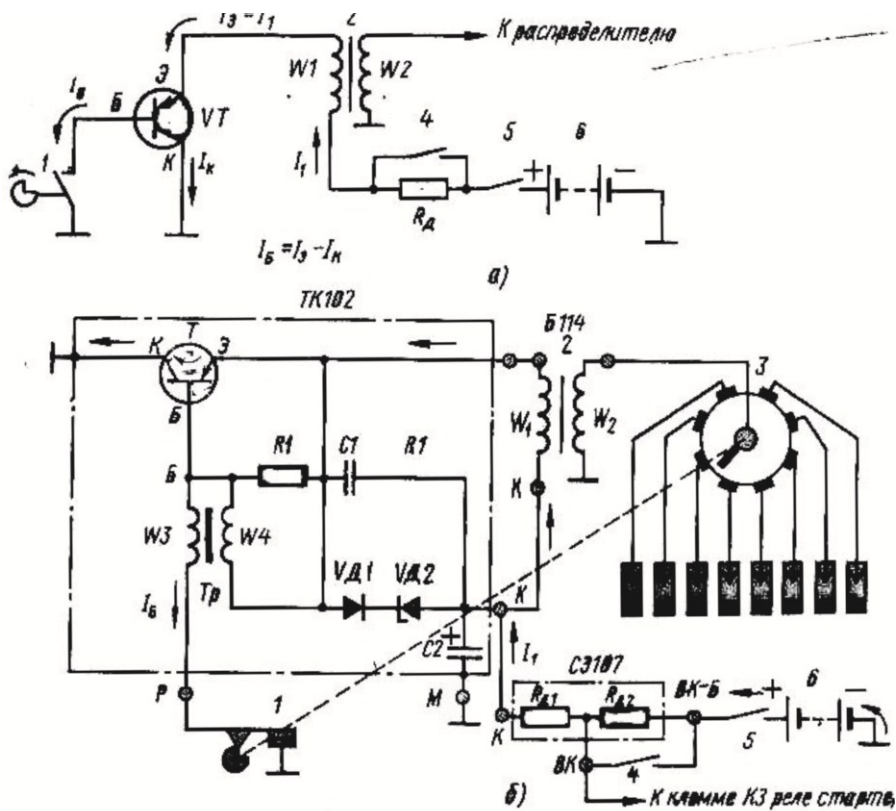 Iэ=I1
2
К распределителю
Э
W1
W2
Iб
Б
VT
4
5
6
1
К
Iк
I1
+
−
Rд
IБ=IЭ−IК
а)
ТК102
Б114
Т
2
К
Э
3
Б
W1
W2
R1
C1
R1
Б
К
W3
W4
VД1
VД2
К
Тр
IБ
+
C2
I1
СЭ107
Р
1
М
Rд1
Rд2
ВК-Б
+
6
−
К
5
ВК
4
б)
К клемме КЗ реле стартер